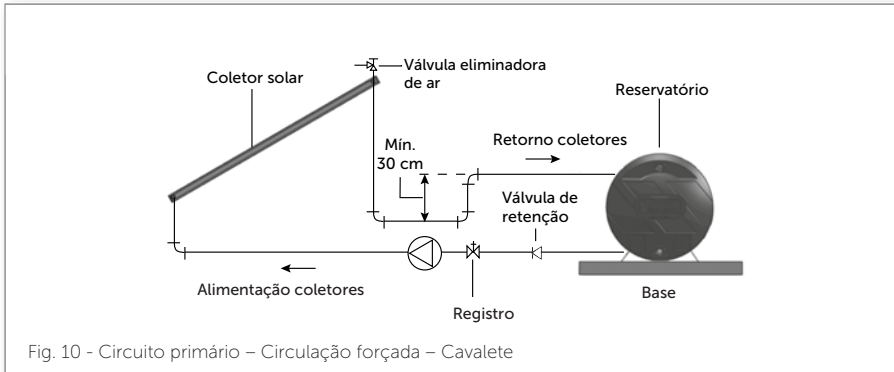 Coletor solar
Válvula eliminadora
de ar
Reservatório
Mín.
30 cm
Retorno coletores
Válvula de
retenção
Alimentação coletores
Registro
Base
Fig. 10 - Circuito primário – Circulação forçada – Cavalete